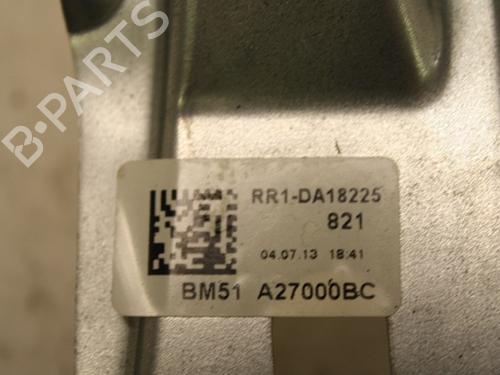 B-PARTS
RR1-DA18225
821
04.07.13 18:41
BM51 A27000BC